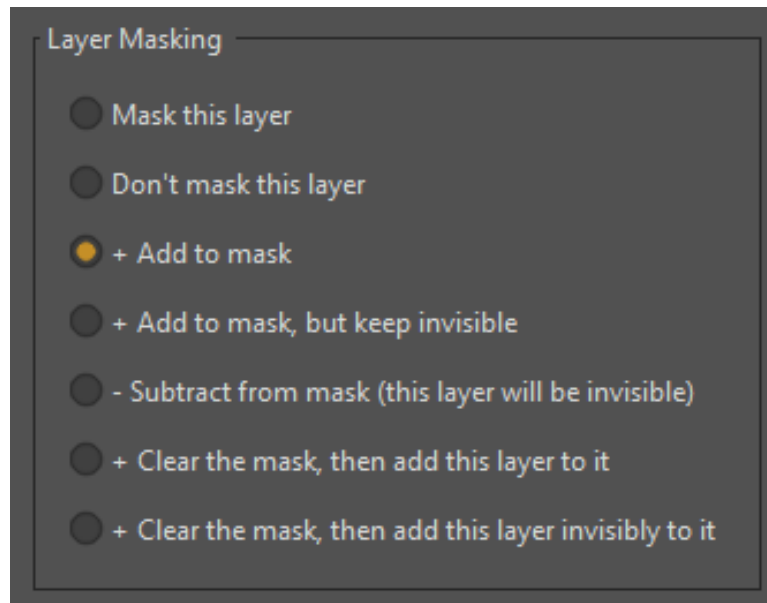 Layer Masking
Mask this layer
Don't mask this layer
+ Add to mask
+ Add to mask, but keep invisible
- Subtract from mask (this layer will be invisible)
+ Clear the mask, then add this layer to it
+ Clear the mask, then add this layer invisibly to it